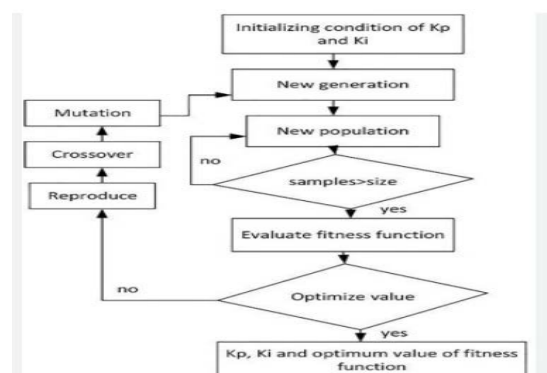 Initializing condition of Kp
and Ki
New generation
Mutation
New population
Crossover
no
samples>size
Reproduce
yes
Evaluate fitness function
no
Optimize value
yes
Kp, Ki and optimum value of fitness
function